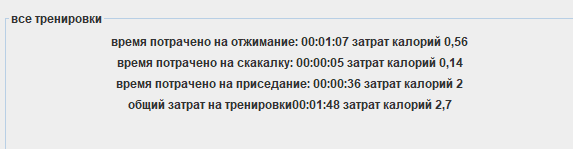 все тренировки
время потрачено на отжимание: 00:01:07 затрат калорий 0,56
время потрачено на скакалку: 00:00:05 затрат калорий 0,14
время потрачено на приседание: 00:00:36 затрат калорий 2
общий затрат на тренировки00:01:48 затрат калорий 2,7